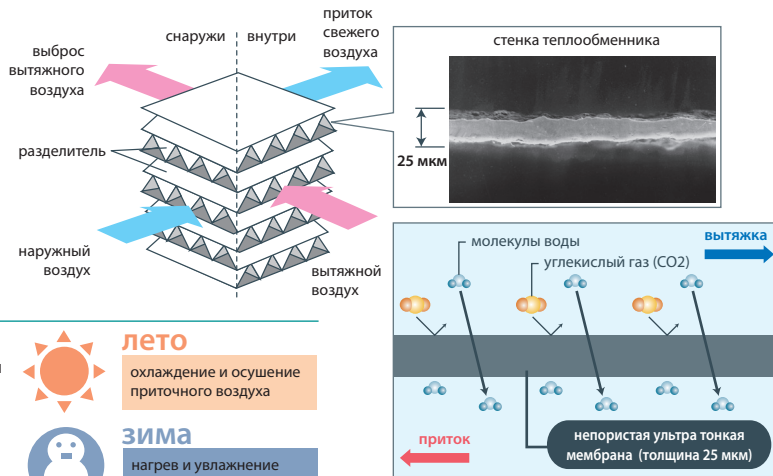 снаружи
внутри
приток
свежего
воздуха
выброс
вытяжного
воздуха
разделитель
наружный
воздух
вытяжной
воздух
стенка теплообменника
25 мкм
молекулы воды
углекислый газ (СО2)
вытяжка
приток
непористая ультра тонкая
мембрана (толщина 25 мкм)
лето
охлаждение и осушение
приточного воздуха
зима
нагрев и увлажнение